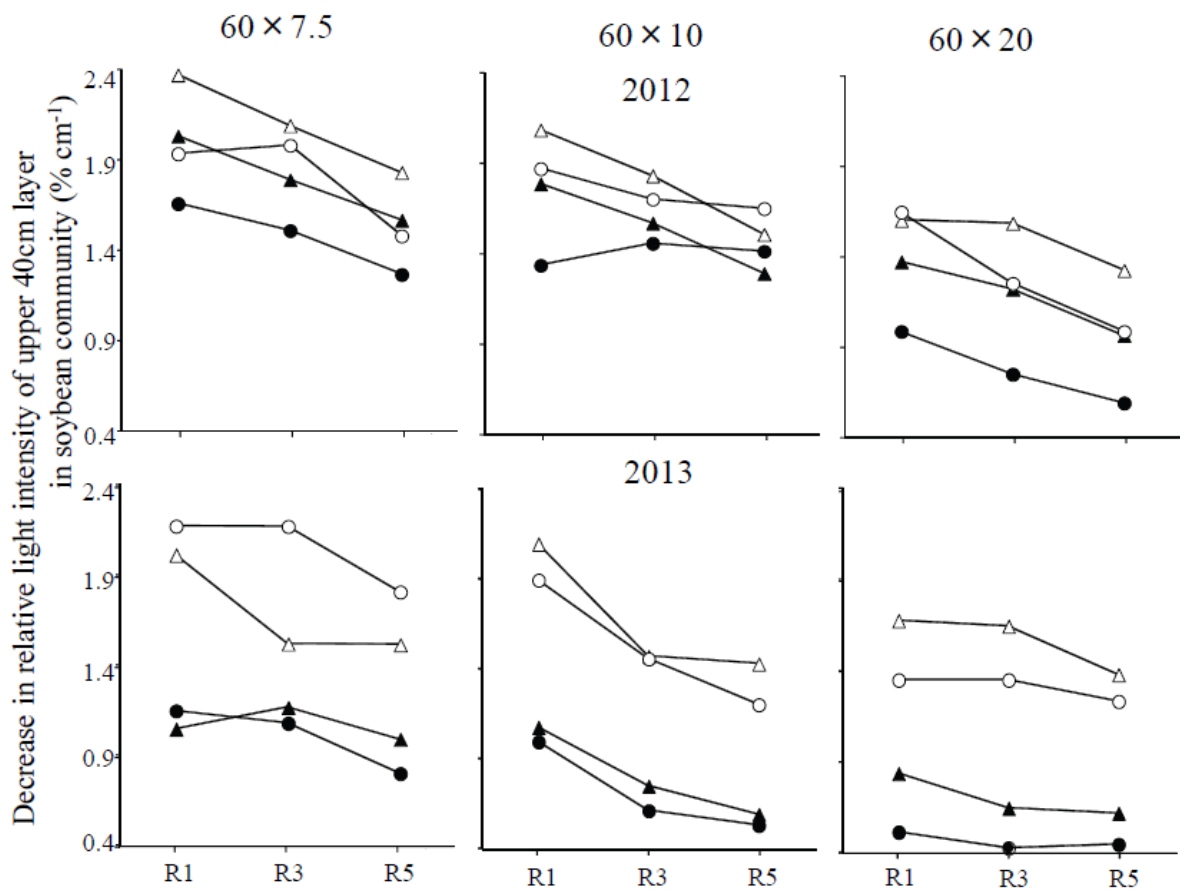 60 × 7.5
60 × 10
60 × 20
Decrease in relative light intensity of upper 40cm layer
in soybean community (% cm⁻¹)
2012
2.4
1.9
1.4
0.9
0.4
2013
2.4
1.9
1.4
0.9
0.4
R1 R3 R5
R1 R3 R5
R1 R3 R5